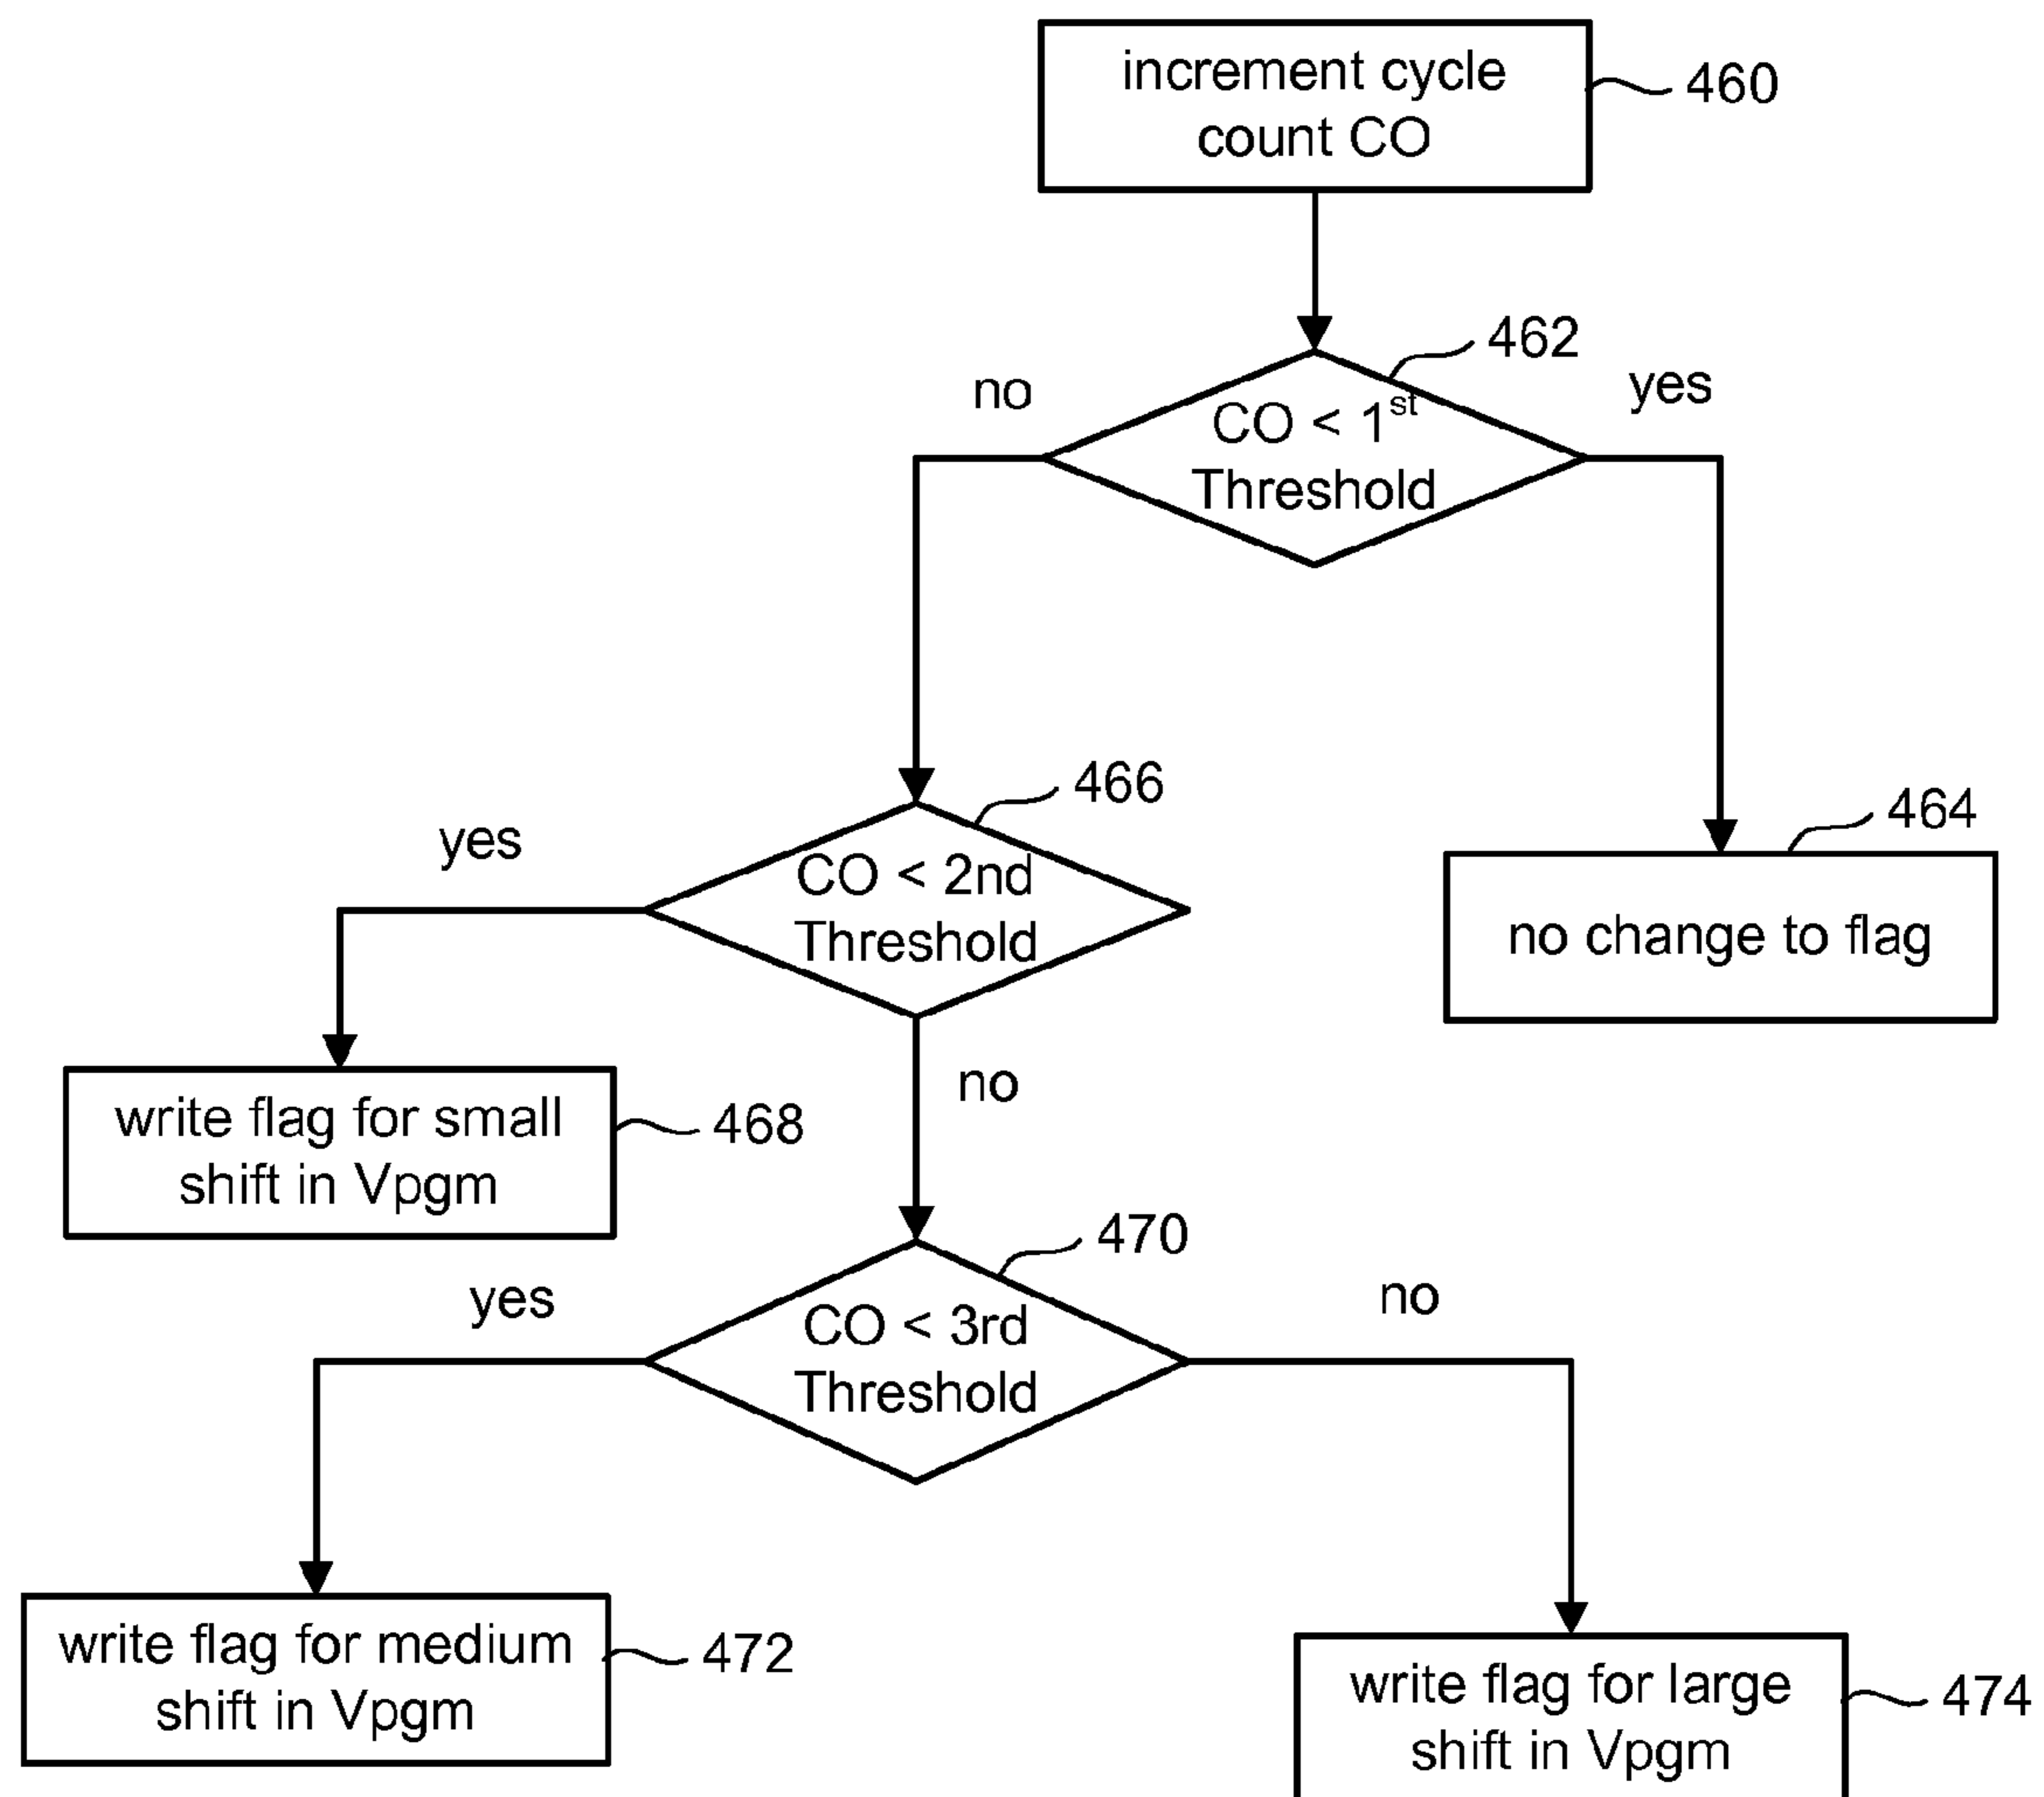 increment cycle
count CO
460
462
no
yes
CO < 1st
Threshold
466
464
yes
CO < 2nd
Threshold
no change to flag
no
write flag for small
shift in Vpgm
468
470
yes
no
CO < 3rd
Threshold
write flag for medium
shift in Vpgm
472
write flag for large
shift in Vpgm
474